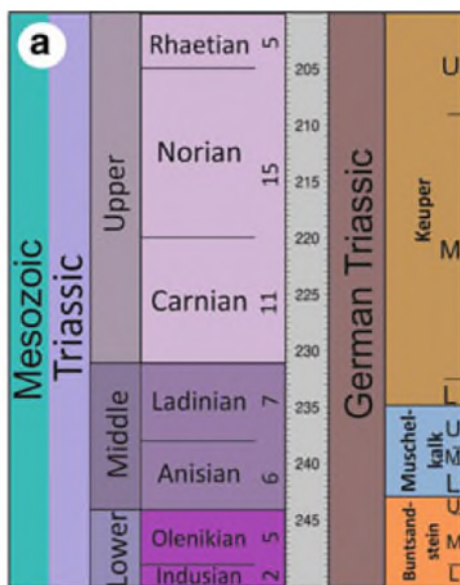 a
Mesozoic
Triassic
Upper
Middle
Lower
Rhaetian 5
Norian 15
Carnian 11
Ladinian 7
Anisian 6
Olenikian 5
Indusian 2
205
210
215
220
225
230
235
240
245
German Triassic
Keuper
U
M
L
Muschel-
kalk
U
M
L
Buntsand-
stein
U
M